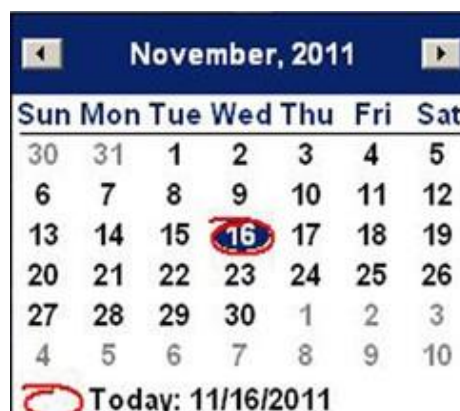 November, 2011
Sun Mon Tue Wed Thu Fri Sat
30 31 1 2 3 4 5
6 7 8 9 10 11 12
13 14 15 16 17 18 19
20 21 22 23 24 25 26
27 28 29 30 1 2 3
4 5 6 7 8 9 10
Today: 11/16/2011